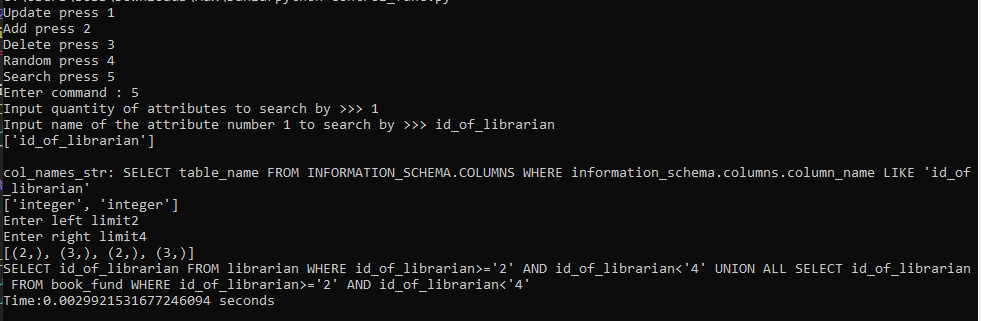 Update press 1
Add press 2
Delete press 3
Random press 4
Search press 5
Enter command : 5
Input quantity of attributes to search by >>> 1
Input name of the attribute number 1 to search by >>> id_of_librarian
['id_of_librarian']
col_names_str: SELECT table_name FROM INFORMATION_SCHEMA.COLUMNS WHERE information_schema.columns.column_name LIKE 'id_of
_librarian'
['integer', 'integer']
Enter left limit2
Enter right limit4
[(2,), (3,), (2,), (3,)]
SELECT id_of_librarian FROM librarian WHERE id_of_librarian>='2' AND id_of_librarian<'4' UNION ALL SELECT id_of_librarian
FROM book_fund WHERE id_of_librarian>='2' AND id_of_librarian<'4'
Time:0.0029921531677246094 seconds